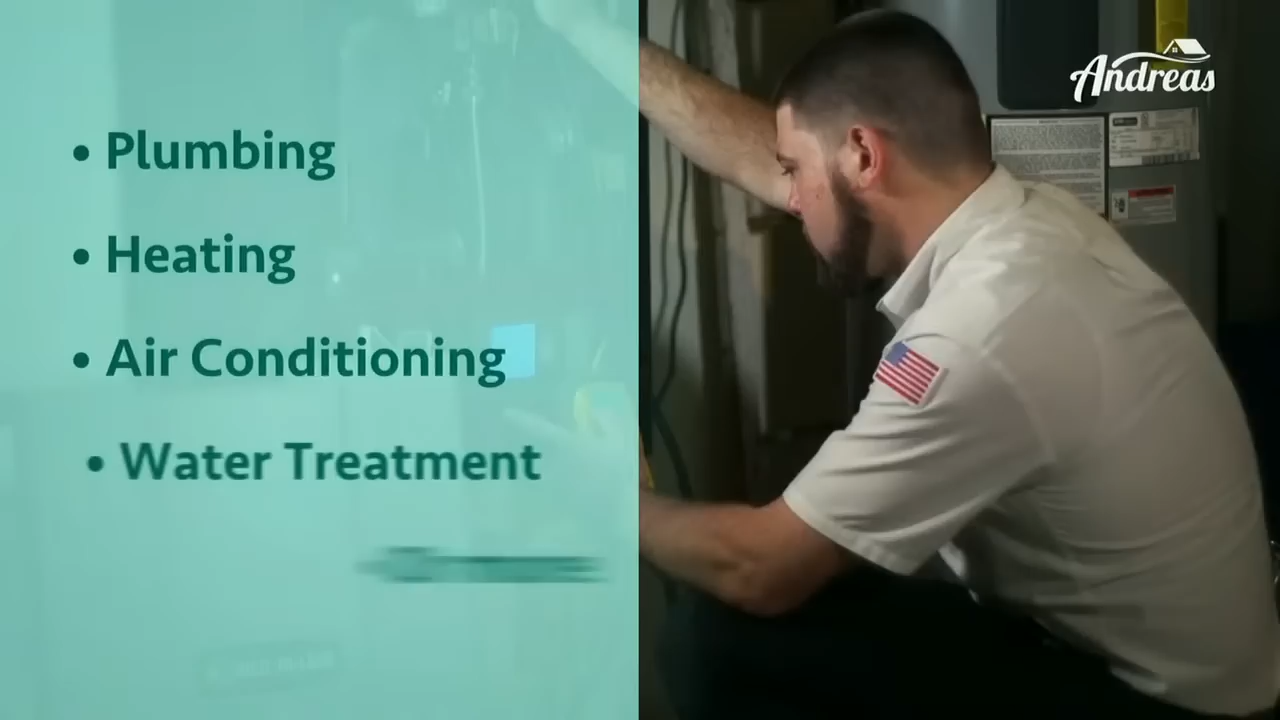 Andreas
• Plumbing
• Heating
• Air Conditioning
• Water Treatment